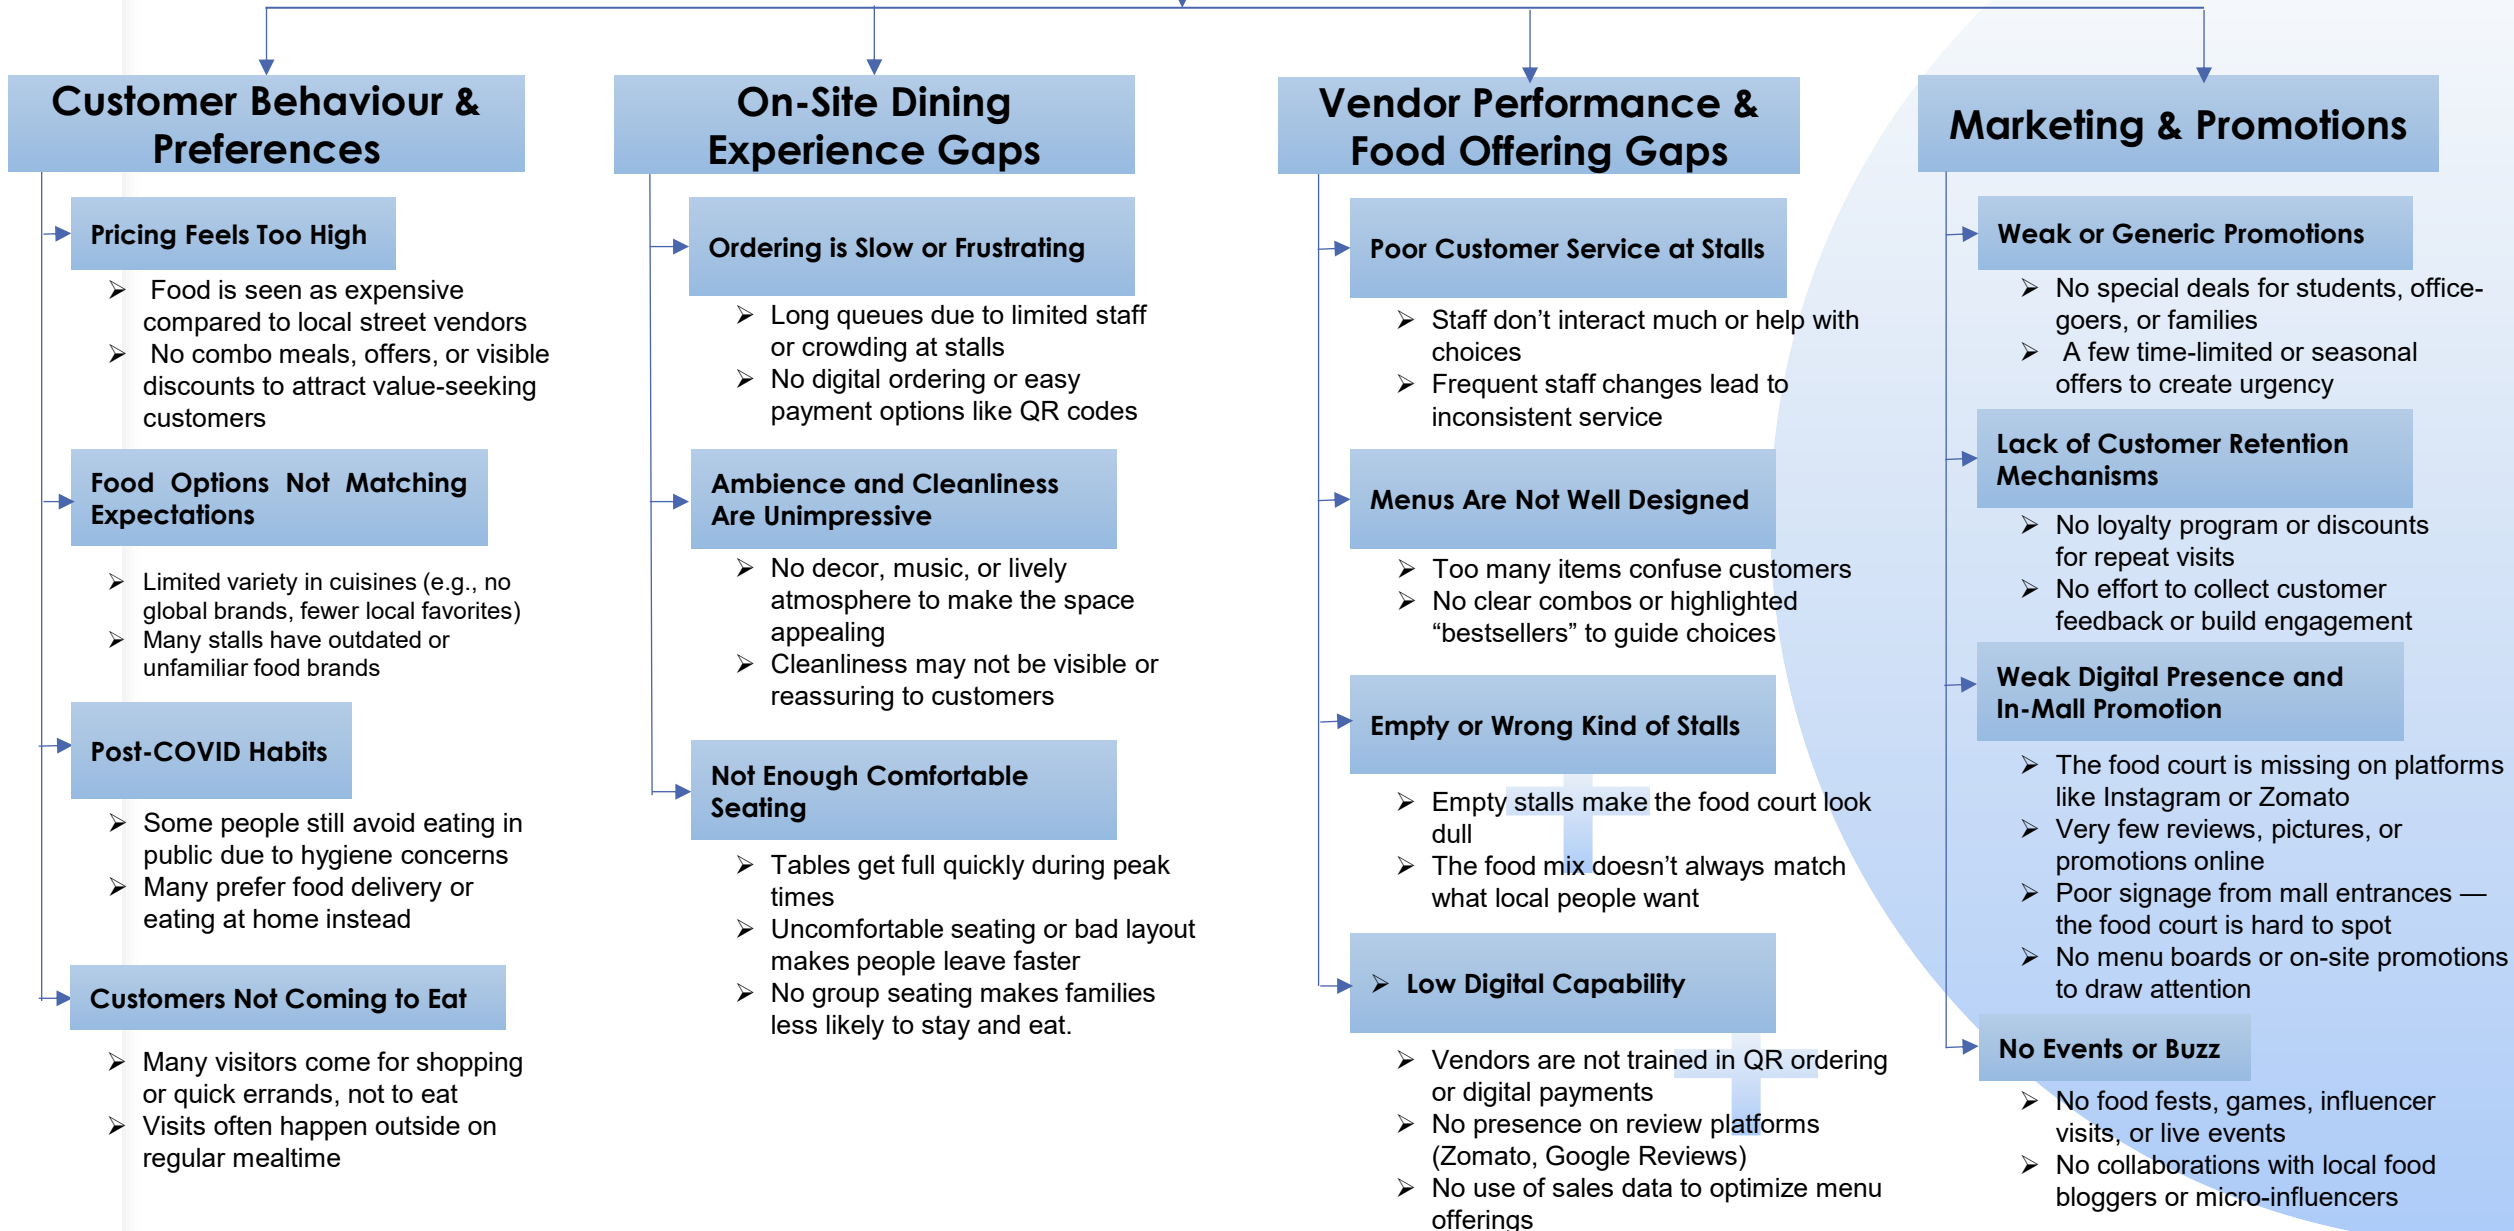 Customer Behaviour &
Preferences
Pricing Feels Too High
➢ Food is seen as expensive
compared to local street vendors
➢ No combo meals, offers, or visible
discounts to attract value-seeking
customers
Food Options Not Matching
Expectations
➢ Limited variety in cuisines (e.g., no
global brands, fewer local favorites)
➢ Many stalls have outdated or
unfamiliar food brands
Post-COVID Habits
➢ Some people still avoid eating in
public due to hygiene concerns
➢ Many prefer food delivery or
eating at home instead
Customers Not Coming to Eat
➢ Many visitors come for shopping
or quick errands, not to eat
➢ Visits often happen outside on
regular mealtime
On-Site Dining
Experience Gaps
Ordering is Slow or Frustrating
➢ Long queues due to limited staff
or crowding at stalls
➢ No digital ordering or easy
payment options like QR codes
Ambience and Cleanliness
Are Unimpressive
➢ No decor, music, or lively
atmosphere to make the space
appealing
➢ Cleanliness may not be visible or
reassuring to customers
Not Enough Comfortable
Seating
➢ Tables get full quickly during peak
times
➢ Uncomfortable seating or bad layout
makes people leave faster
➢ No group seating makes families
less likely to stay and eat.
Vendor Performance &
Food Offering Gaps
Poor Customer Service at Stalls
➢ Staff don’t interact much or help with
choices
➢ Frequent staff changes lead to
inconsistent service
Menus Are Not Well Designed
➢ Too many items confuse customers
➢ No clear combos or highlighted
“bestsellers” to guide choices
Empty or Wrong Kind of Stalls
➢ Empty stalls make the food court look
dull
➢ The food mix doesn’t always match
what local people want
➢ Low Digital Capability
➢ Vendors are not trained in QR ordering
or digital payments
➢ No presence on review platforms
(Zomato, Google Reviews)
➢ No use of sales data to optimize menu
offerings
Marketing & Promotions
Weak or Generic Promotions
➢ No special deals for students, office-
goers, or families
➢ A few time-limited or seasonal
offers to create urgency
Lack of Customer Retention
Mechanisms
➢ No loyalty program or discounts
for repeat visits
➢ No effort to collect customer
feedback or build engagement
Weak Digital Presence and
In-Mall Promotion
➢ The food court is missing on platforms
like Instagram or Zomato
➢ Very few reviews, pictures, or
promotions online
➢ Poor signage from mall entrances —
the food court is hard to spot
➢ No menu boards or on-site promotions
to draw attention
No Events or Buzz
➢ No food fests, games, influencer
visits, or live events
➢ No collaborations with local food
bloggers or micro-influencers